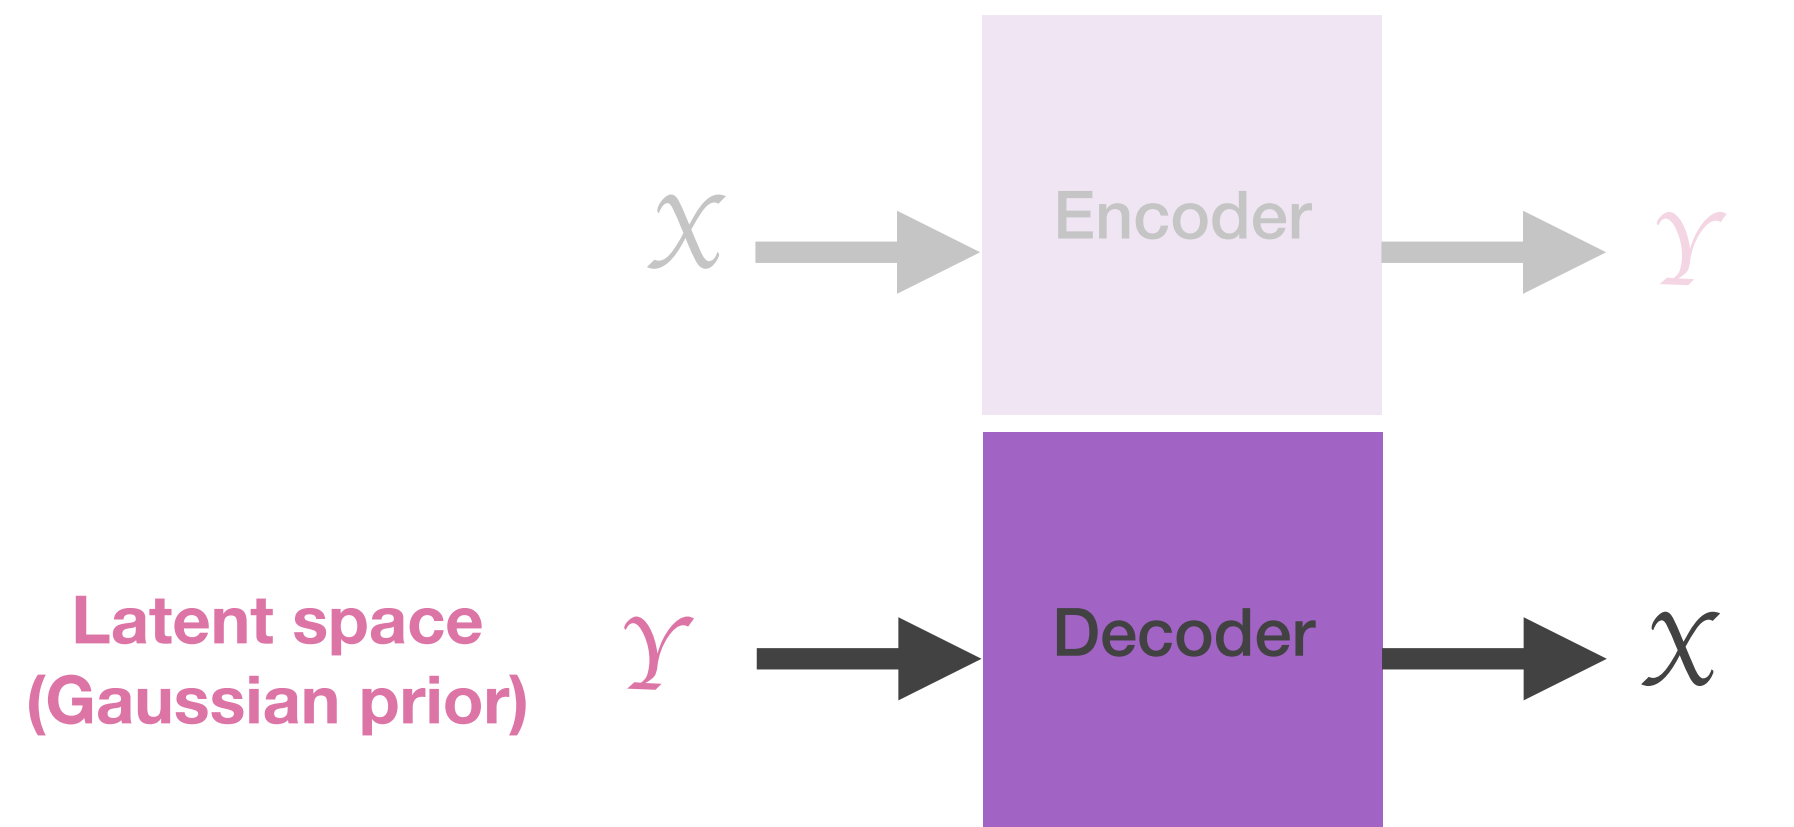 𝒳 Encoder 𝒴
Latent space
(Gaussian prior)
𝒴 Decoder 𝒳